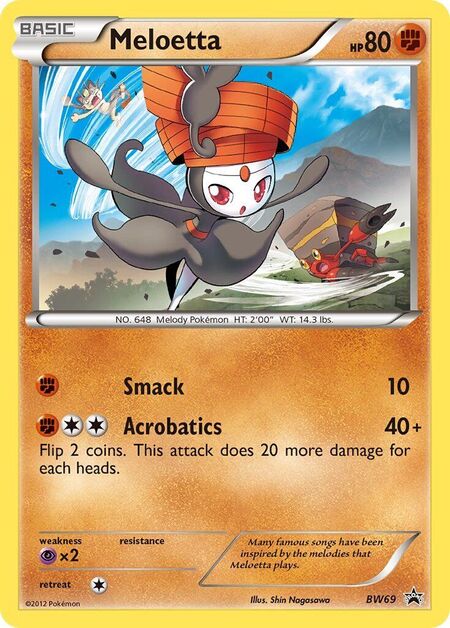 BASIC
Meloetta
HP80
NO. 648 Melody Pokémon HT: 2'00" WT: 14.3 lbs.
Smack 10
Acrobatics 40+
Flip 2 coins. This attack does 20 more damage for
each heads.
weakness resistance
×2
retreat
Many famous songs have been
inspired by the melodies that
Meloetta plays.
©2012 Pokémon
Illus. Shin Nagasawa
BW69